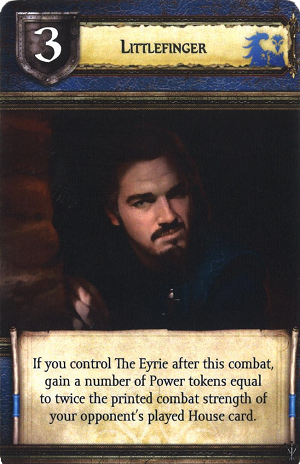 3
Littlefinger
If you control The Eyrie after this combat,
gain a number of Power tokens equal
to twice the printed combat strength of
your opponent's played House card.